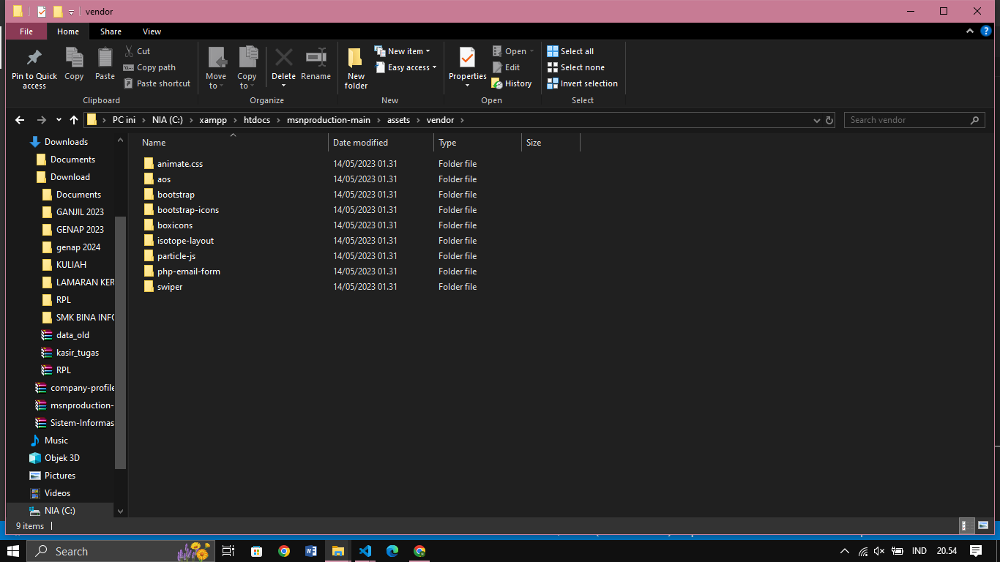 vendor
File Home Share View
Pin to Quick access
Copy
Paste
Cut
Copy path
Paste shortcut
Clipboard
Move to
Copy to
Delete
Rename
Organize
New folder
New item
Easy access
New
Properties
Open
Edit
History
Open
Select all
Select none
Invert selection
Select
PC ini › NIA (C:) › xampp › htdocs › msnproduction-main › assets › vendor ›
Search vendor
Downloads
Documents
Download
Documents
GANJIL 2023
GENAP 2023
genap 2024
KULIAH
LAMARAN KER
RPL
SMK BINA INFO
data_old
kasir_tugas
RPL
company-profile
msnproduction-
Sistem-Informas
Music
Objek 3D
Pictures
Videos
NIA (C:)
Name Date modified Type Size
animate.css 14/05/2023 01.31 Folder file
aos 14/05/2023 01.31 Folder file
bootstrap 14/05/2023 01.31 Folder file
bootstrap-icons 14/05/2023 01.31 Folder file
boxicons 14/05/2023 01.31 Folder file
isotope-layout 14/05/2023 01.31 Folder file
particle-js 14/05/2023 01.31 Folder file
php-email-form 14/05/2023 01.31 Folder file
swiper 14/05/2023 01.31 Folder file
9 items
Search
IND 20.54